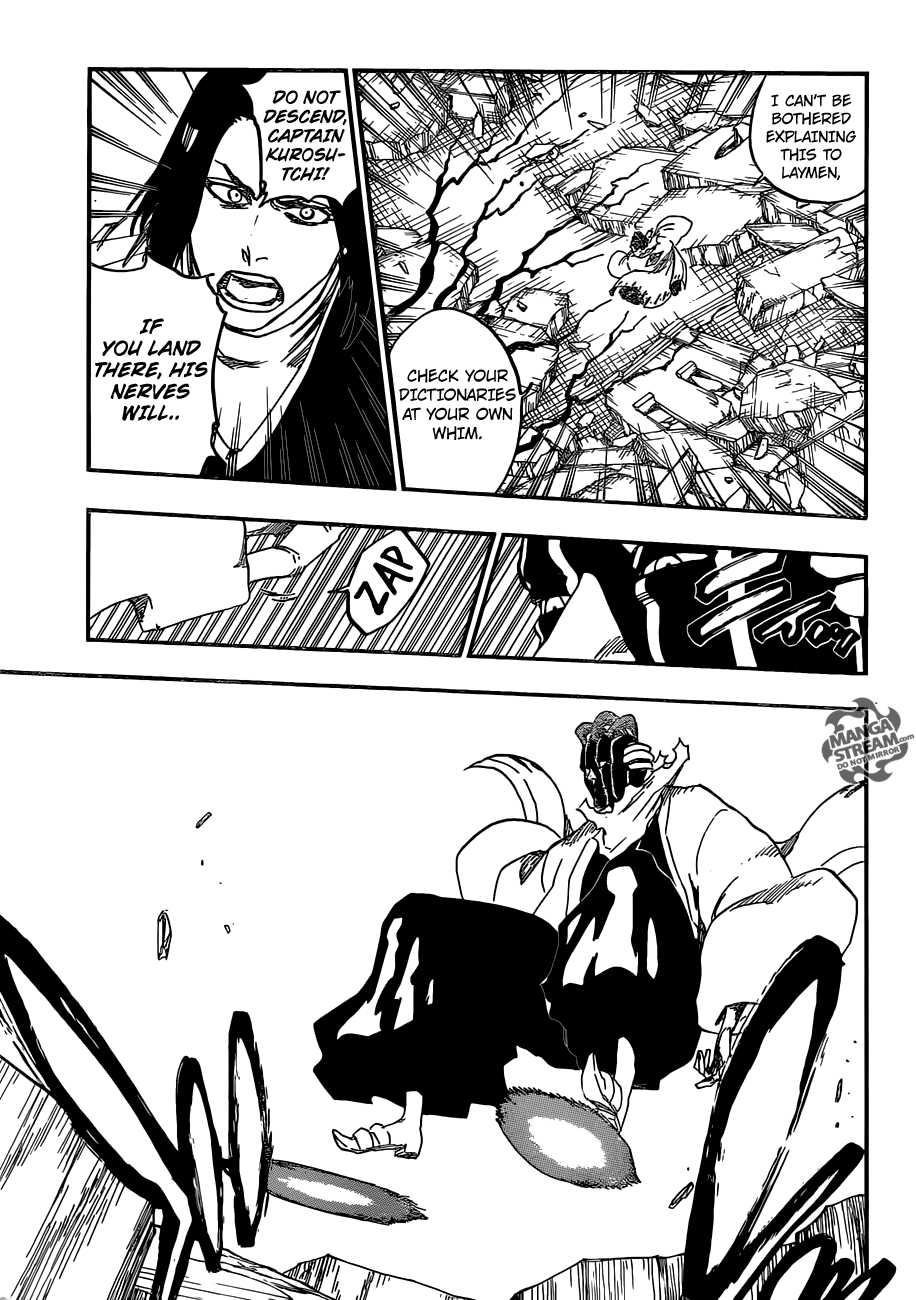 I CAN'T BE
BOTHERED
EXPLAINING
THIS TO
LAYMEN,
CHECK YOUR
DICTIONARIES
AT YOUR OWN
WHIM.
DO NOT
DESCEND,
CAPTAIN
KUROSU-
TCHI!
IF
YOU LAND
THERE, HIS
NERVES
WILL..
ZAP
MANGA
STREAM.com
DO NOT MIRROR